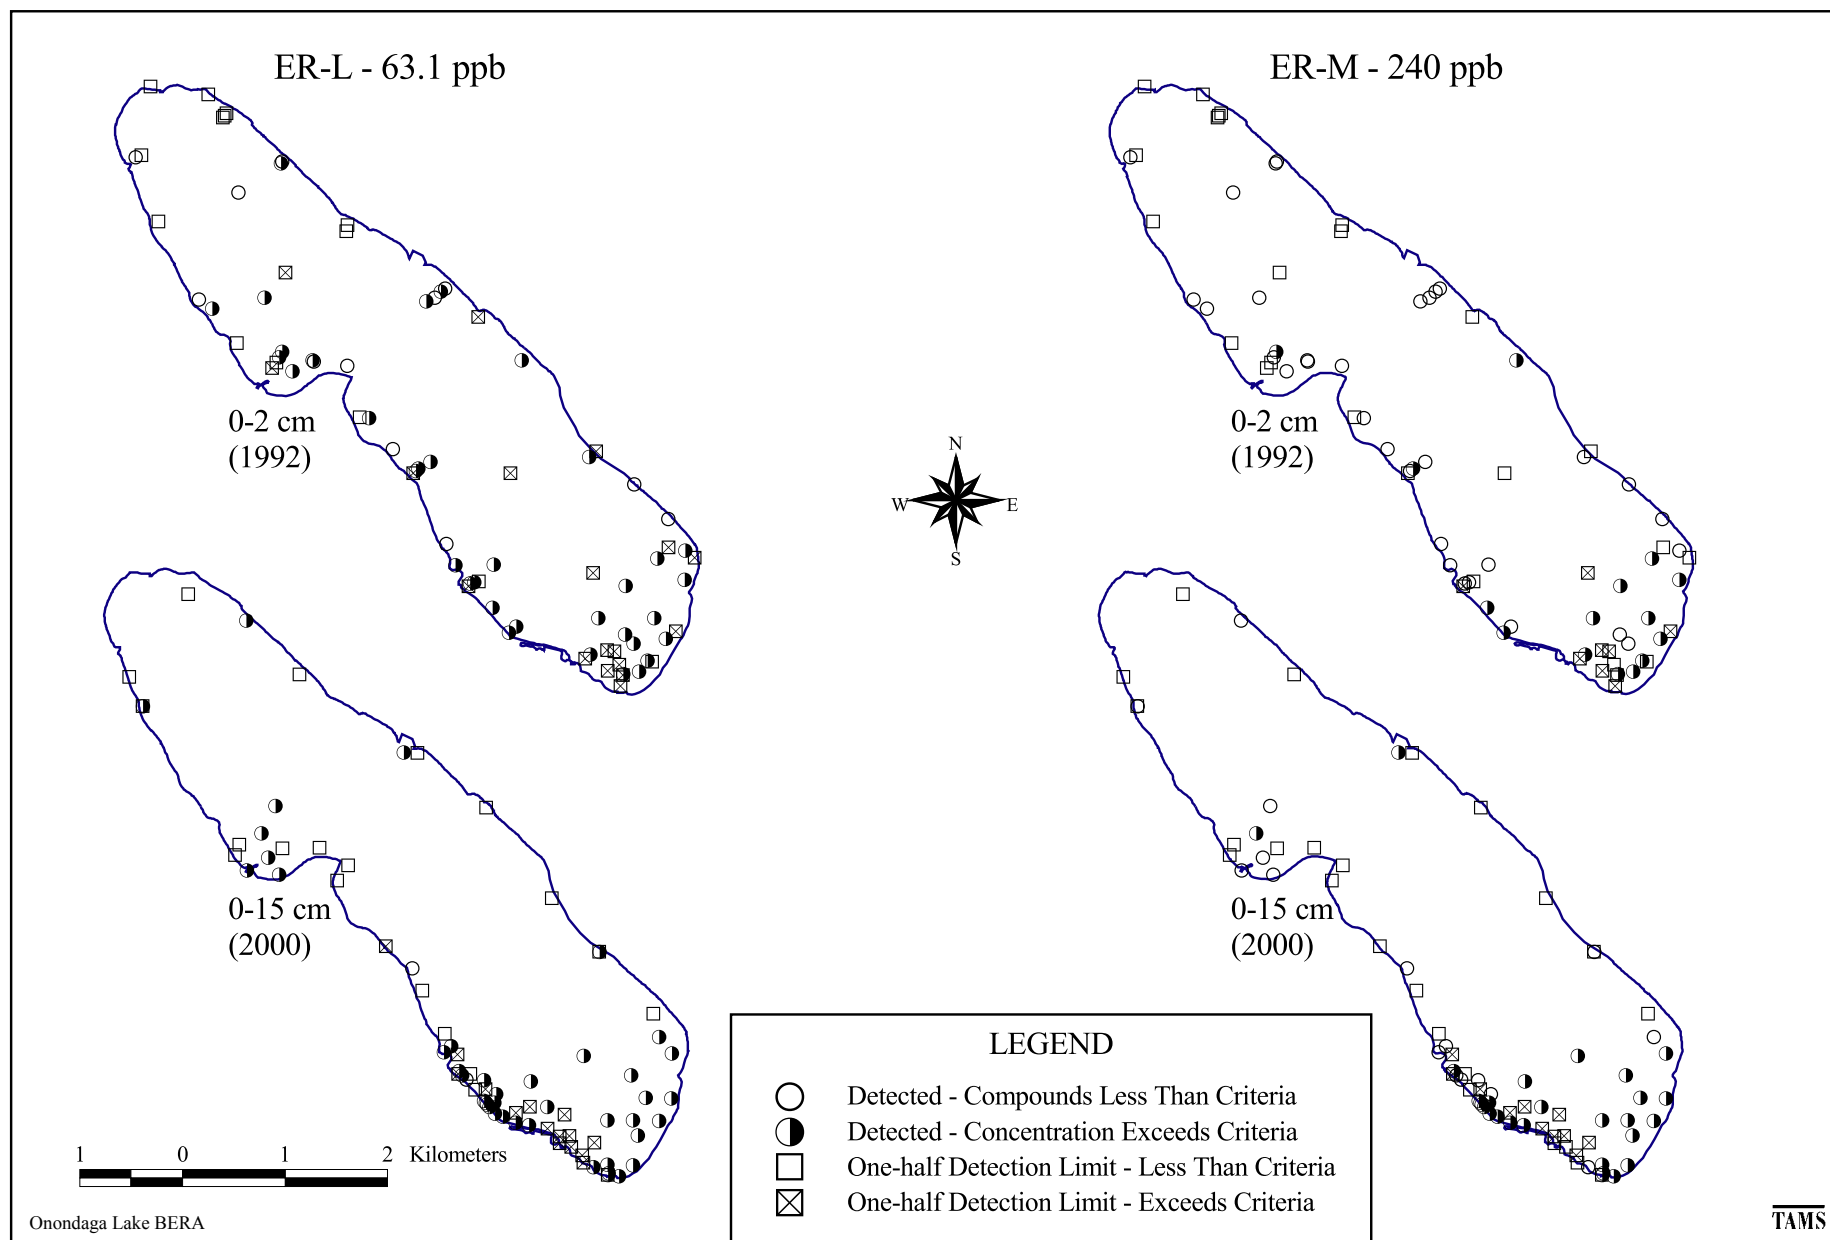 ER-L - 63.1 ppb
ER-M - 240 ppb
0-2 cm
(1992)
0-2 cm
(1992)
N
W
E
S
0-15 cm
(2000)
0-15 cm
(2000)
LEGEND
Detected - Compounds Less Than Criteria
Detected - Concentration Exceeds Criteria
One-half Detection Limit - Less Than Criteria
One-half Detection Limit - Exceeds Criteria
1 0 1 2 Kilometers
Onondaga Lake BERA
TAMS